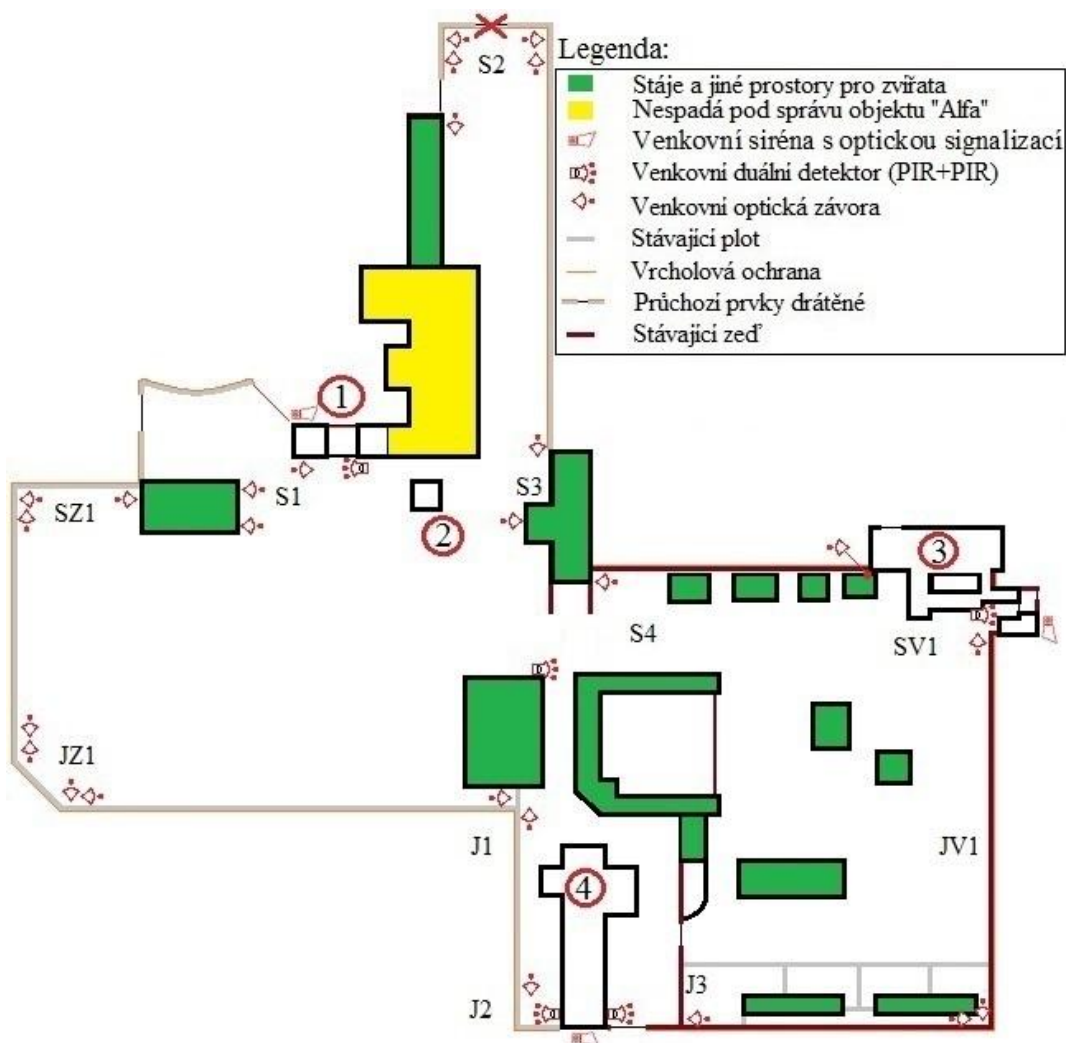 S2
Legenda:
Stáje a jiné prostory pro zvířata
Nespadá pod správu objektu "Alfa"
Venkovní siréna s optickou signalizací
Venkovní duální detektor (PIR+PIR)
Venkovní optická závora
Stávající plot
Vrcholová ochrana
Průchozí prvky drátěné
Stávající zeď
1
SZ1
S1
S3
2
3
S4
SV1
JZ1
J1
JV1
4
J3
J2